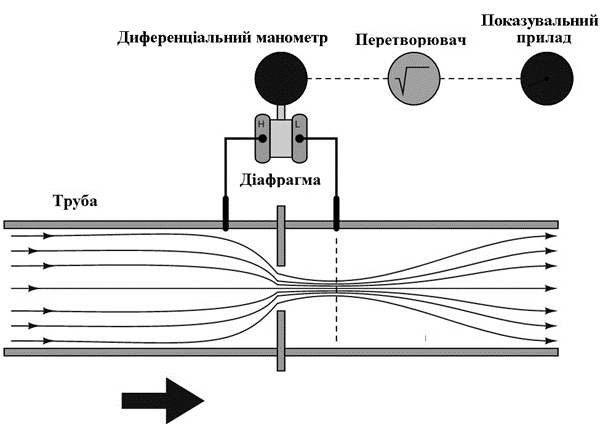 Показувальний
прилад
Диференціальний манометр
Перетворювач
√
H
L
Діафрагма
Труба